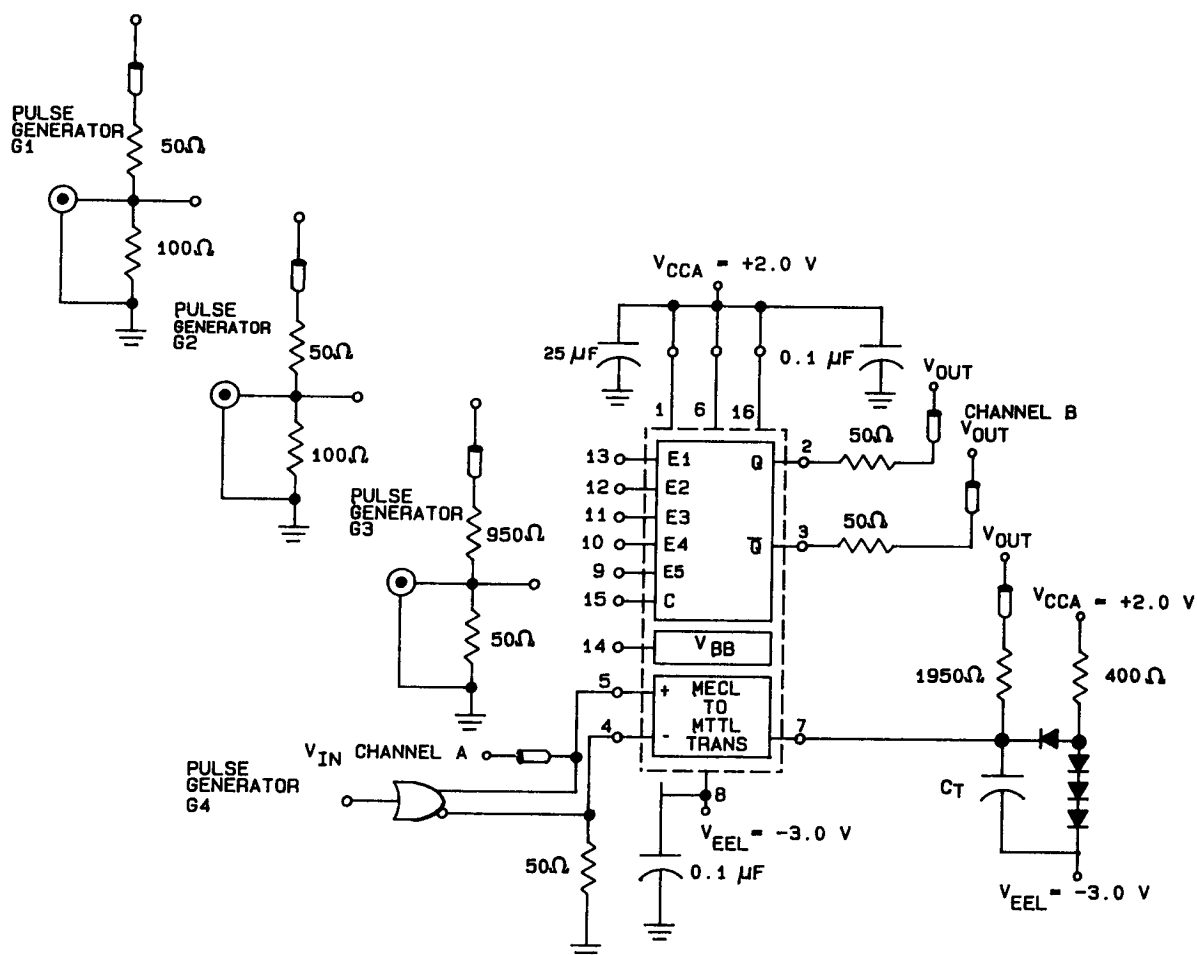 PULSE
GENERATOR
G1
50Ω
100Ω
PULSE
GENERATOR
G2
50Ω
100Ω
PULSE
GENERATOR
G3
950Ω
50Ω
VCCA = +2.0 V
25 µF
0.1 µF
1
6
16
VOUT
CHANNEL B
VOUT
50Ω
2
13
E1
Q
12
E2
11
E3
50Ω
10
E4
Q̅
3
VOUT
9
E5
15
C
VCCA = +2.0 V
14
VBB
5
+
MECL
TO
MTTL
TRANS
4
-
7
1950Ω
400Ω
VIN CHANNEL A
PULSE
GENERATOR
G4
CT
8
VEEL = -3.0 V
50Ω
0.1 µF
VEEL = -3.0 V